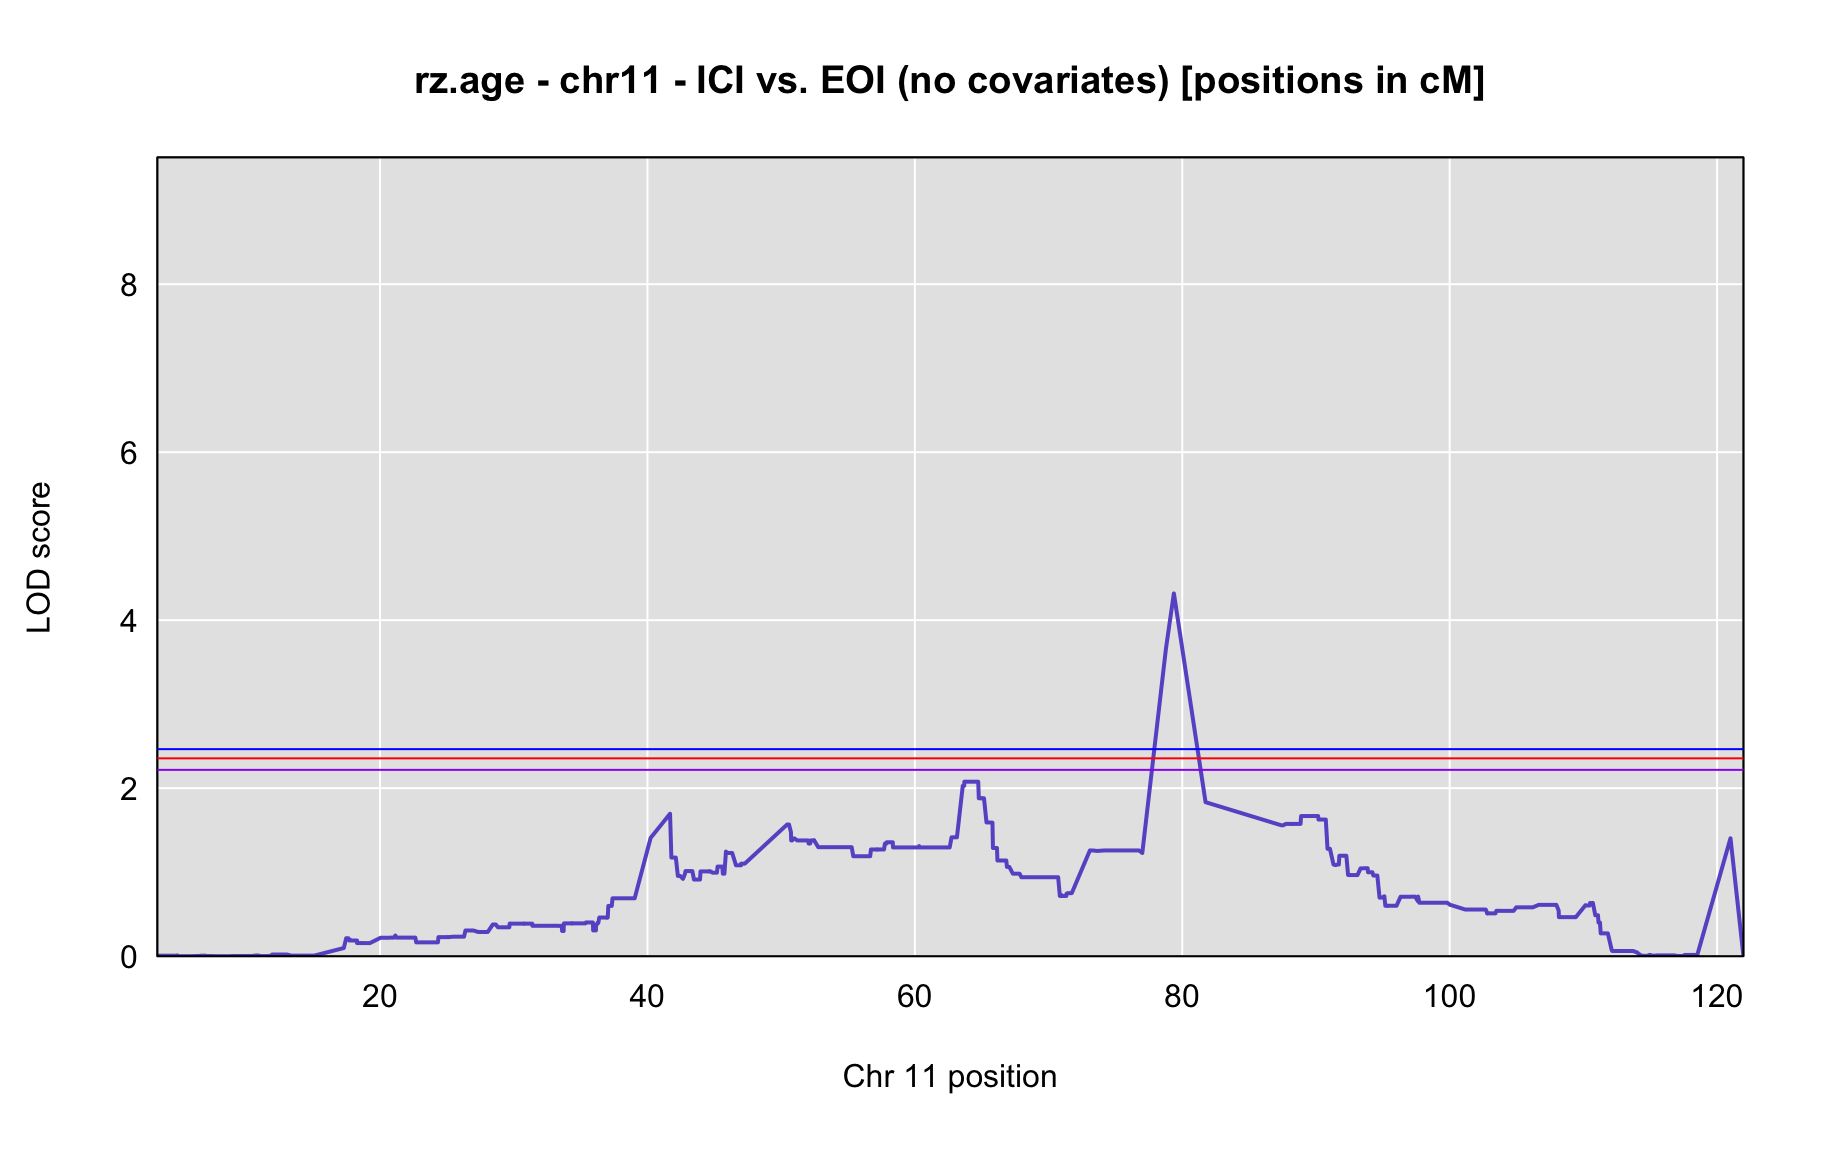 rz.age - chr11 - ICI vs. EOI (no covariates) [positions in cM]
LOD score
8
6
4
2
0
20 40 60 80 100 120
Chr 11 position